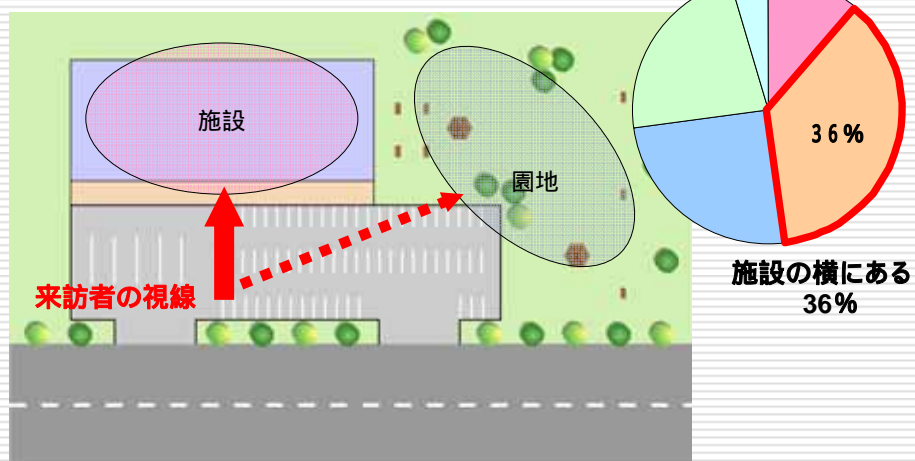 施設
園地
来訪者の視線
36%
施設の横にある
36%